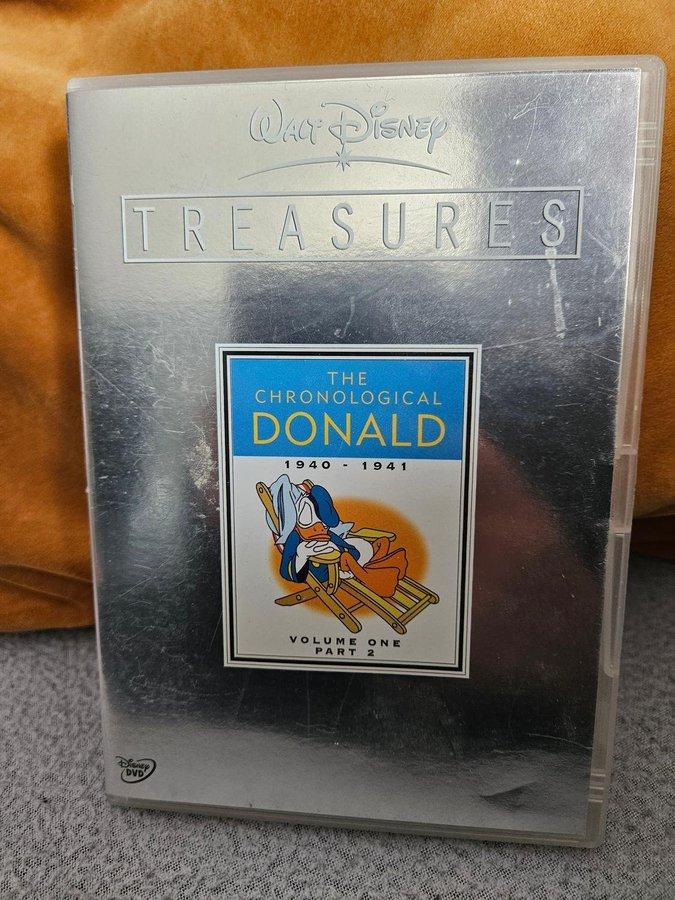 WALT DISNEY
TREASURES
THE
CHRONOLOGICAL
DONALD
1940 - 1941
VOLUME ONE
PART 2
Disney
DVD